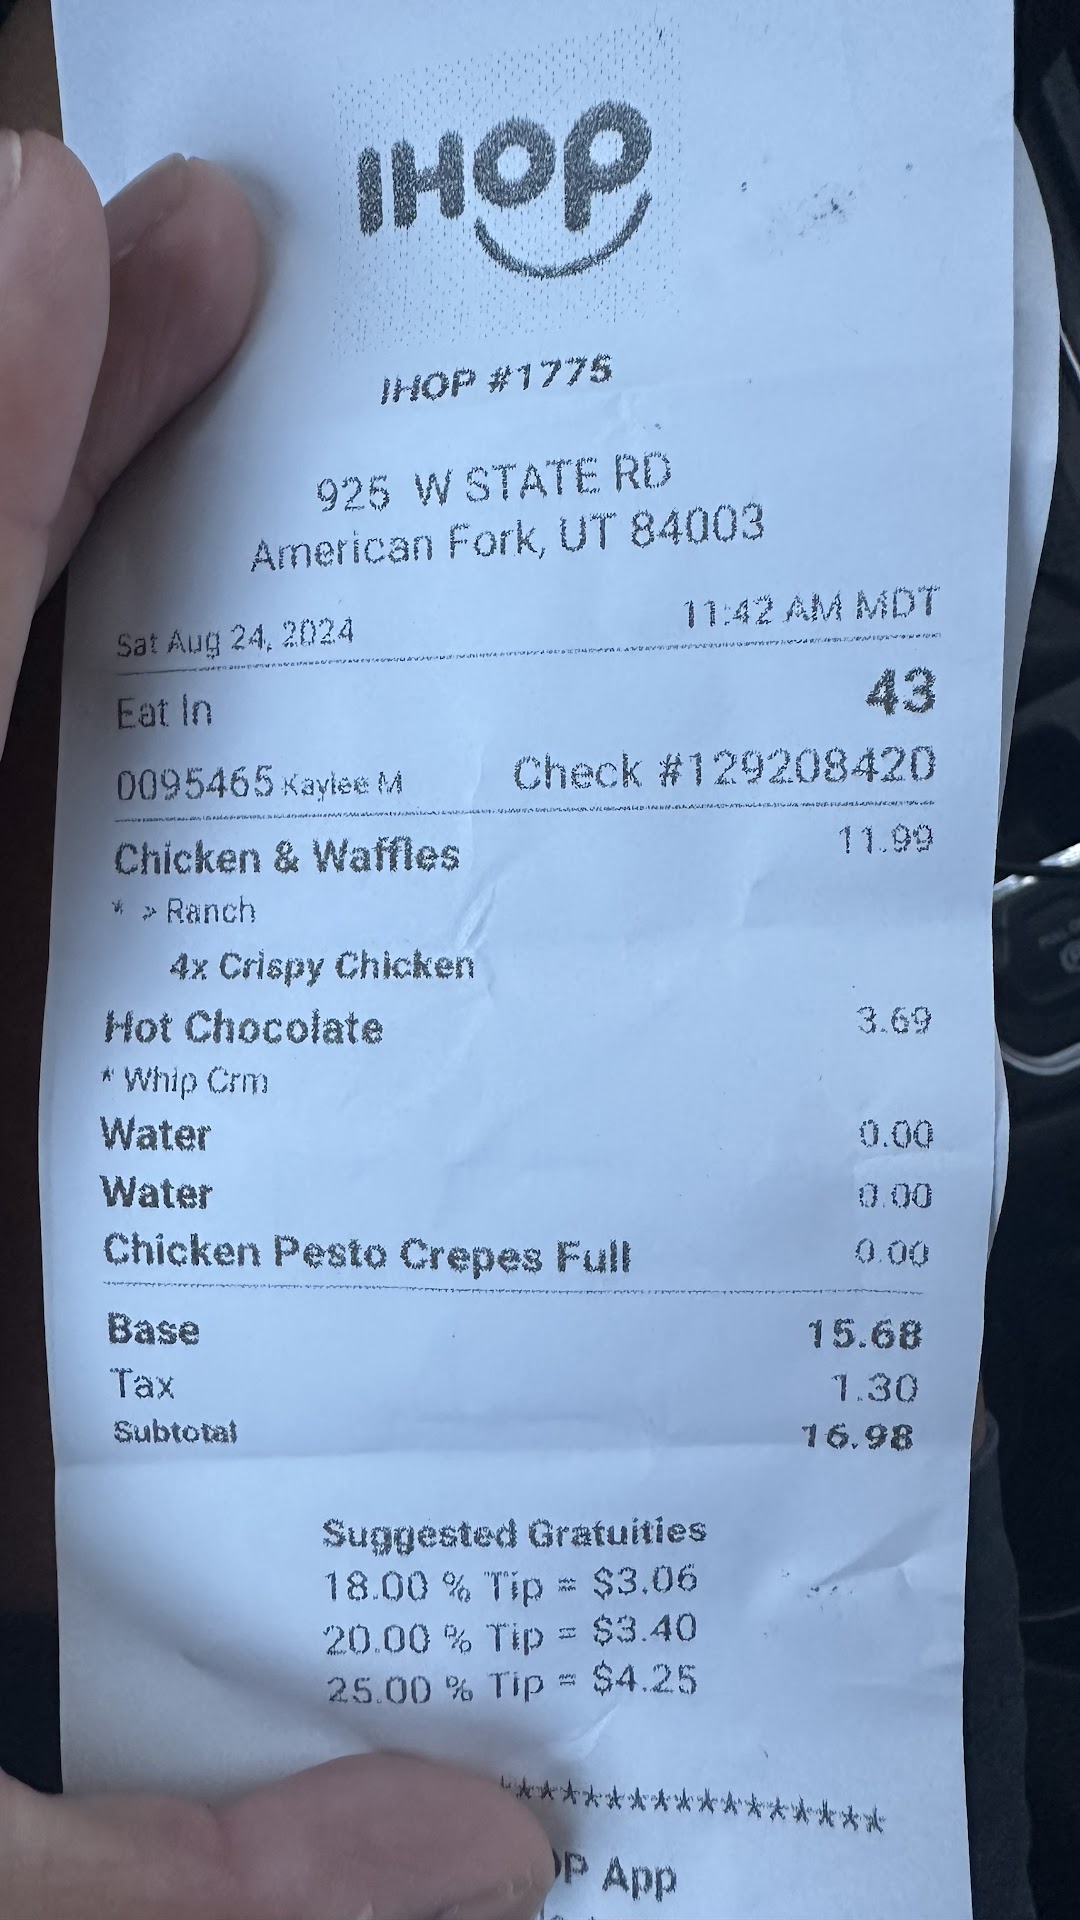 IHOP
IHOP #1775
925 W STATE RD
American Fork, UT 84003
Sat Aug 24, 2024 11:42 AM MDT
Eat In 43
0095465 Kaylee M Check #129208420
Chicken & Waffles 11.99
* > Ranch
4x Crispy Chicken
Hot Chocolate 3.69
* Whip Crm
Water 0.00
Water 0.00
Chicken Pesto Crepes Full 0.00
Base 15.68
Tax 1.30
Subtotal 16.98
Suggested Gratuities
18.00 % Tip = $3.06
20.00 % Tip = $3.40
25.00 % Tip = $4.25
****************
App